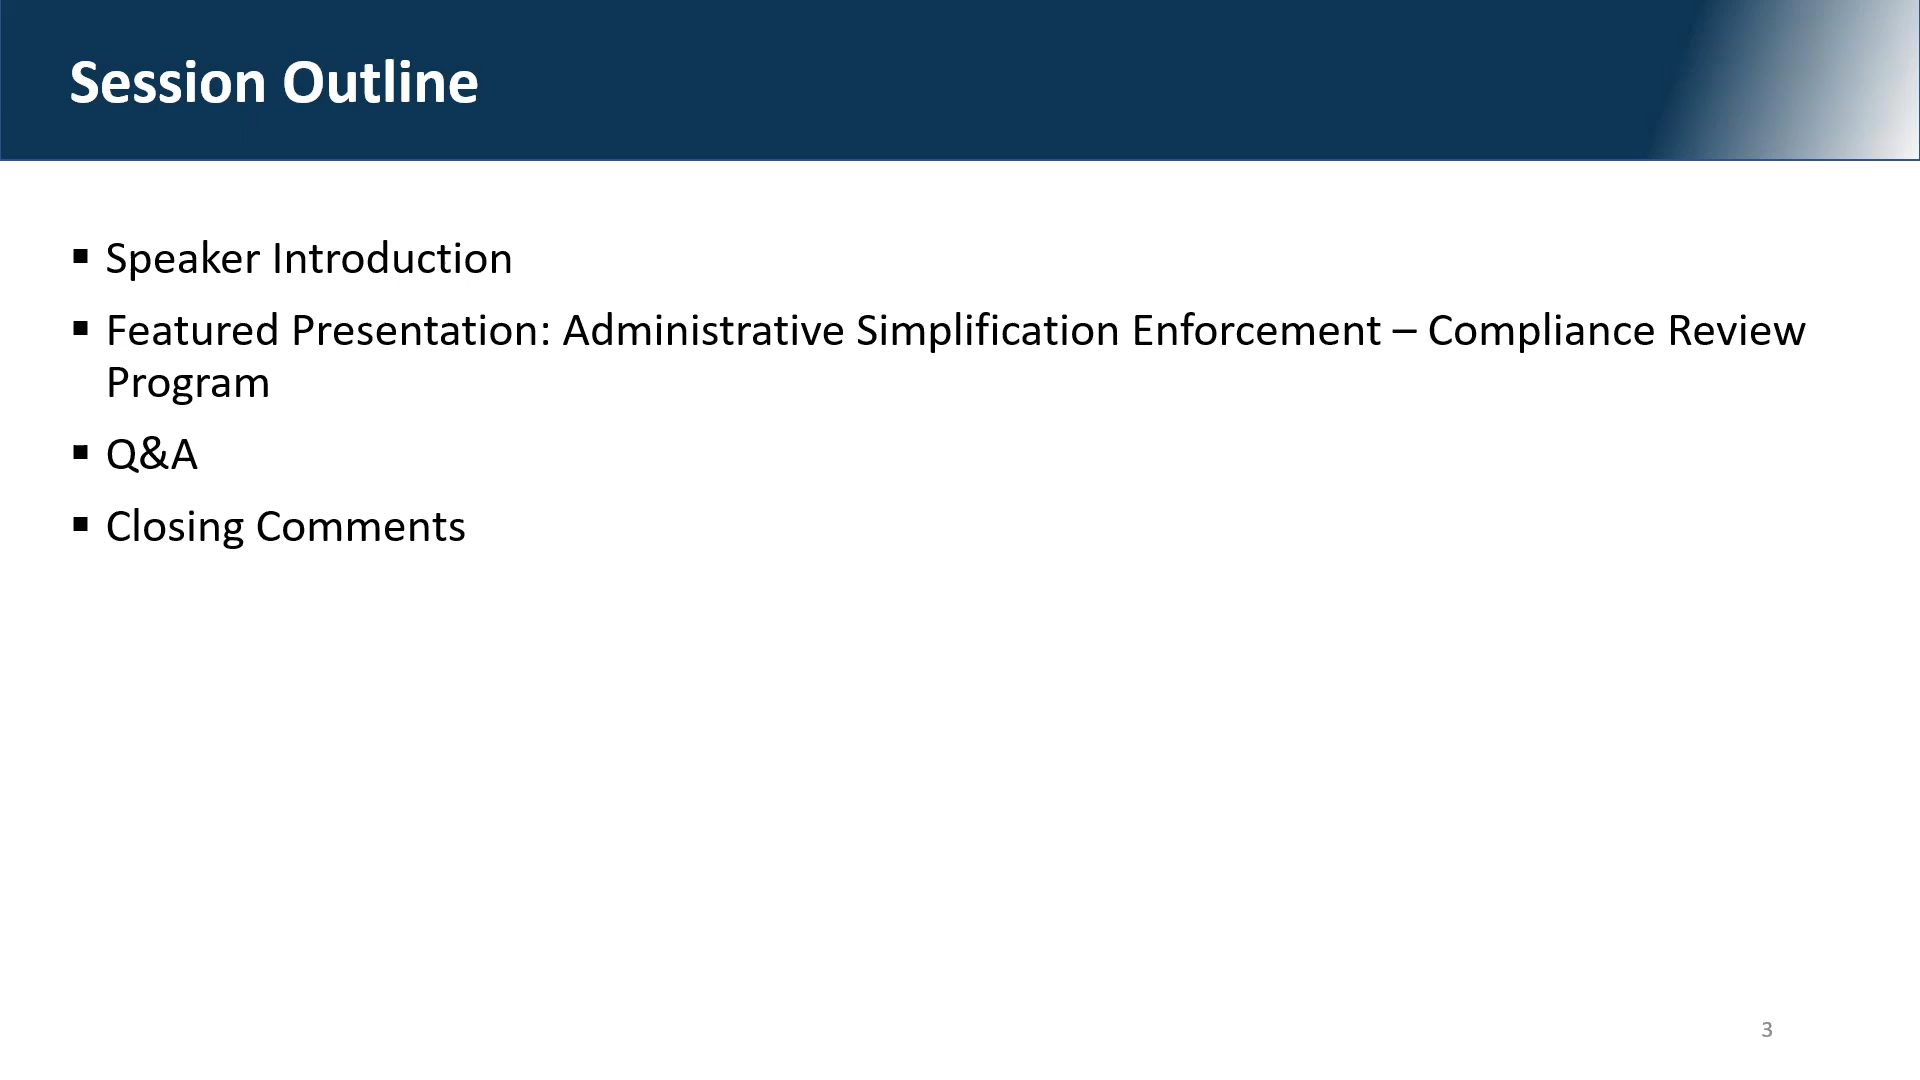 Session Outline
▪ Speaker Introduction
▪ Featured Presentation: Administrative Simplification Enforcement – Compliance Review
Program
▪ Q&A
▪ Closing Comments
3